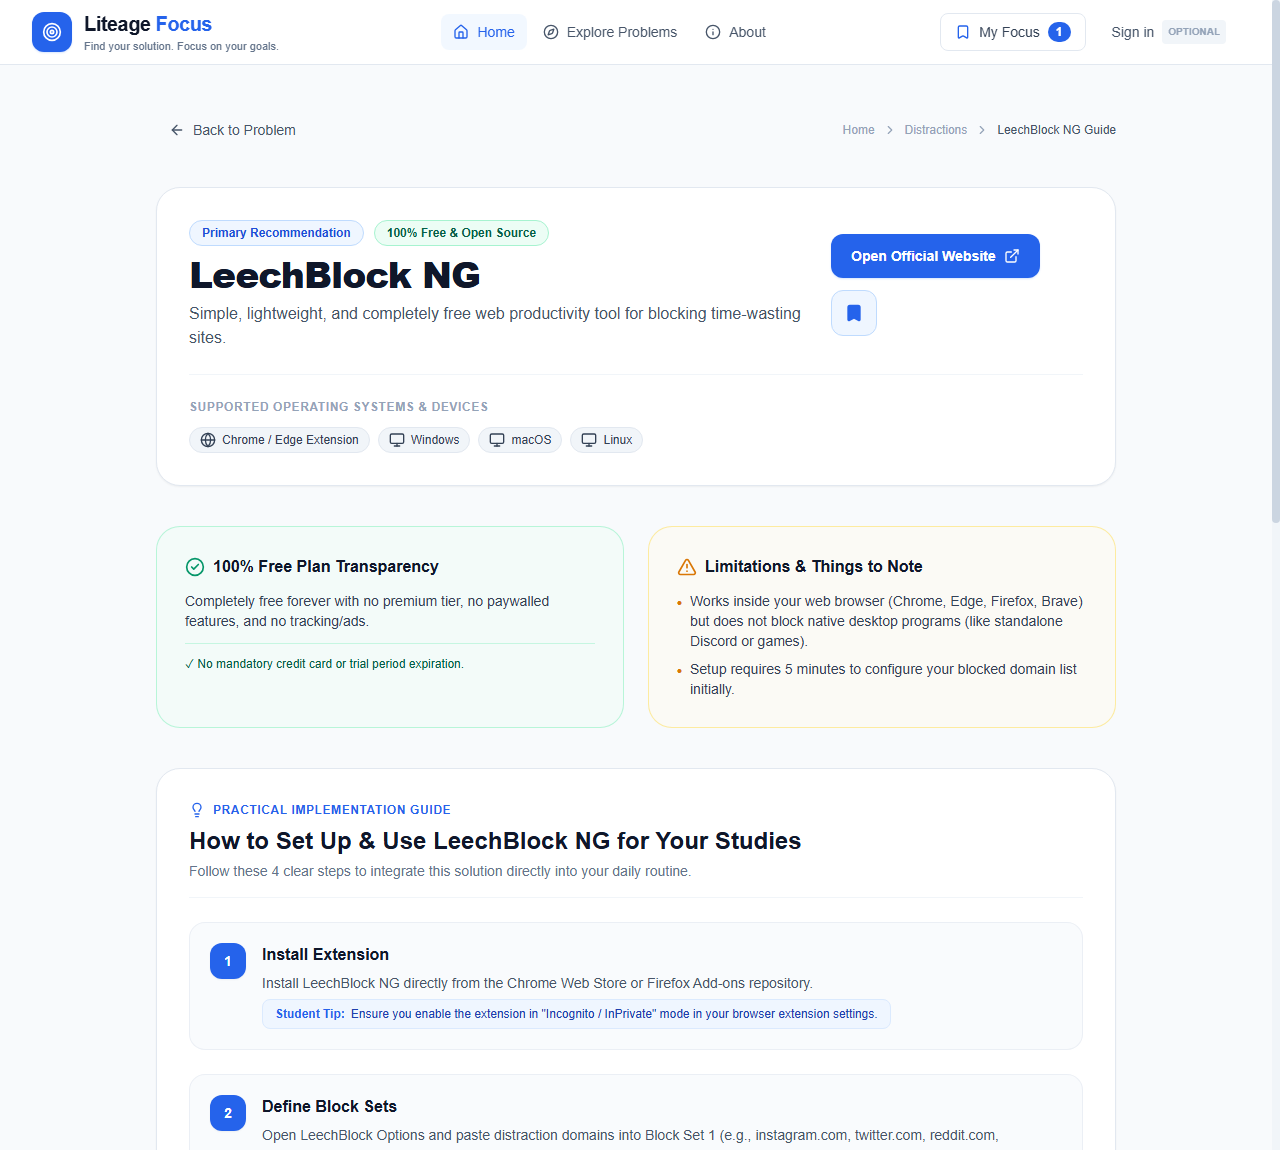 Liteage Focus
Find your solution. Focus on your goals.
Home
Explore Problems
About
My Focus 1
Sign in OPTIONAL
Back to Problem
Home > Distractions > LeechBlock NG Guide
Primary Recommendation
100% Free & Open Source
LeechBlock NG
Simple, lightweight, and completely free web productivity tool for blocking time-wasting
sites.
Open Official Website
SUPPORTED OPERATING SYSTEMS & DEVICES
Chrome / Edge Extension
Windows
macOS
Linux
100% Free Plan Transparency
Completely free forever with no premium tier, no paywalled
features, and no tracking/ads.
✓ No mandatory credit card or trial period expiration.
Limitations & Things to Note
• Works inside your web browser (Chrome, Edge, Firefox, Brave)
but does not block native desktop programs (like standalone
Discord or games).
• Setup requires 5 minutes to configure your blocked domain list
initially.
PRACTICAL IMPLEMENTATION GUIDE
How to Set Up & Use LeechBlock NG for Your Studies
Follow these 4 clear steps to integrate this solution directly into your daily routine.
1
Install Extension
Install LeechBlock NG directly from the Chrome Web Store or Firefox Add-ons repository.
Student Tip: Ensure you enable the extension in "Incognito / InPrivate" mode in your browser extension settings.
2
Define Block Sets
Open LeechBlock Options and paste distraction domains into Block Set 1 (e.g., instagram.com, twitter.com, reddit.com,